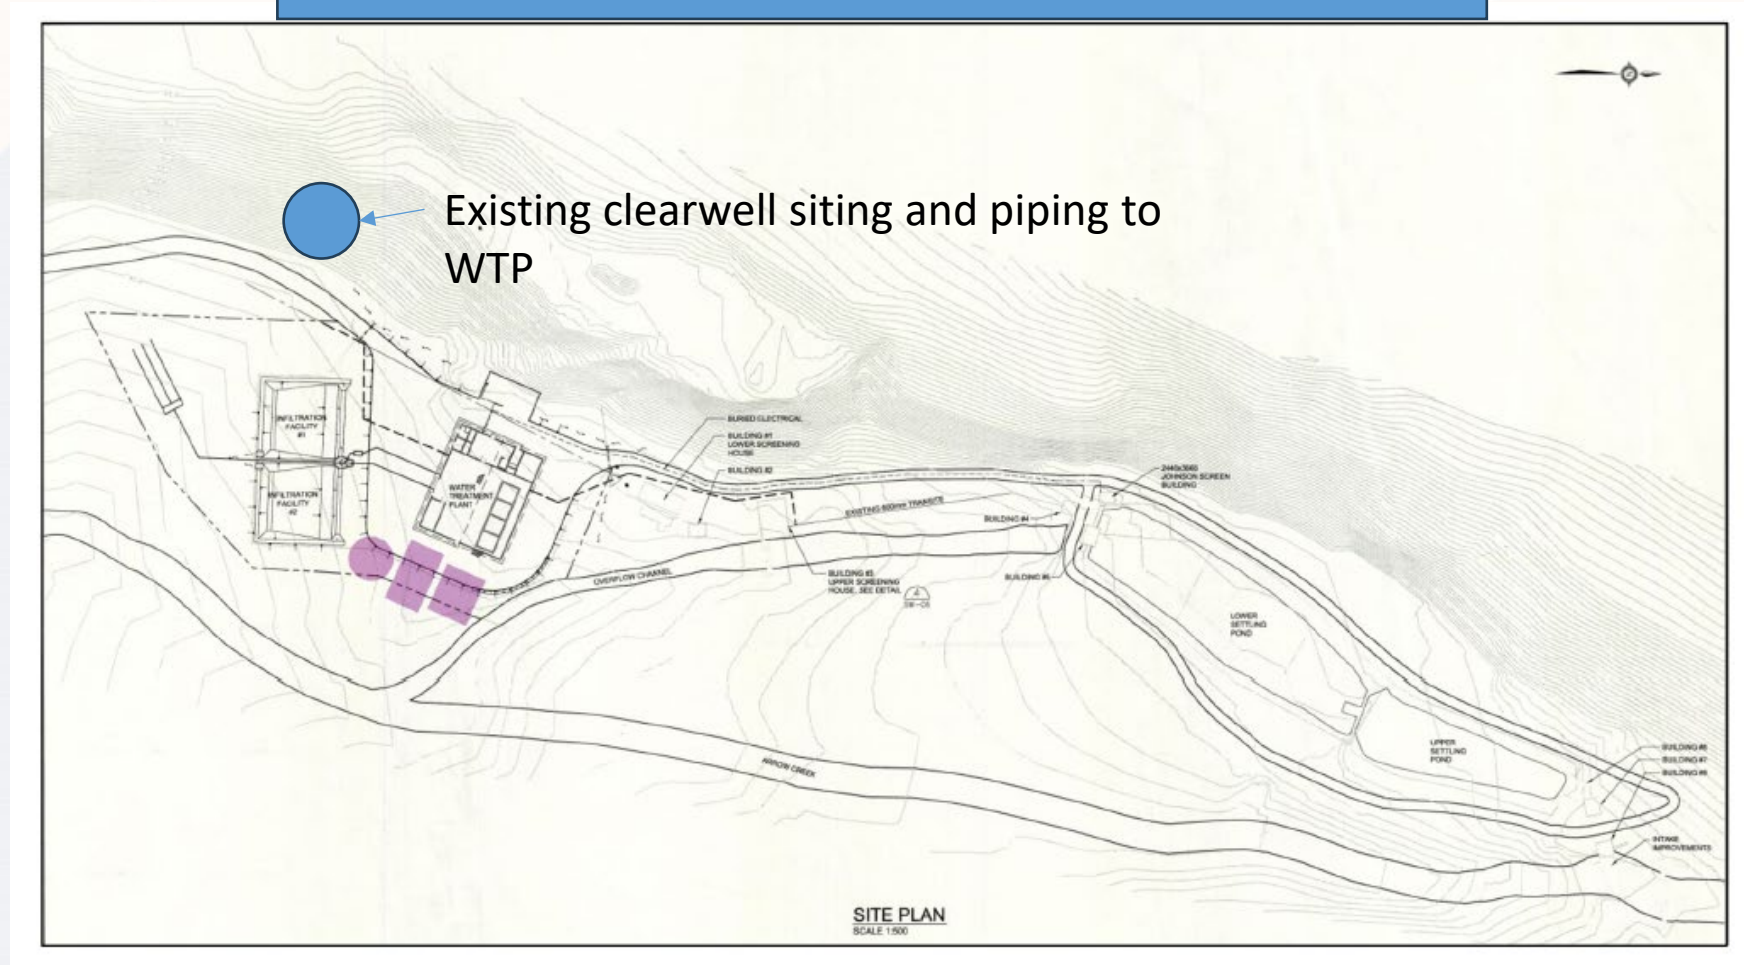 Existing clearwell siting and piping to
WTP
INFILTRATION
FACILITY
#1
INFILTRATION
FACILITY
#2
WATER
TREATMENT
PLANT
BURIED ELECTRICAL
BUILDING #1
LOWER SCREENING
HOUSE
BUILDING #2
EXISTING 600mm TRANSITE
BUILDING #4
JOHNSON SCREEN
BUILDING
OVERFLOW CHANNEL
BUILDING #3
UPPER SCREENING
HOUSE, SEE DETAIL
4
BUILDING #5
LOWER
SETTLING
POND
UPPER
SETTLING
POND
BUILDING #7
INTAKE
IMPROVEMENTS
ARROW CREEK
SITE PLAN
SCALE 1:500